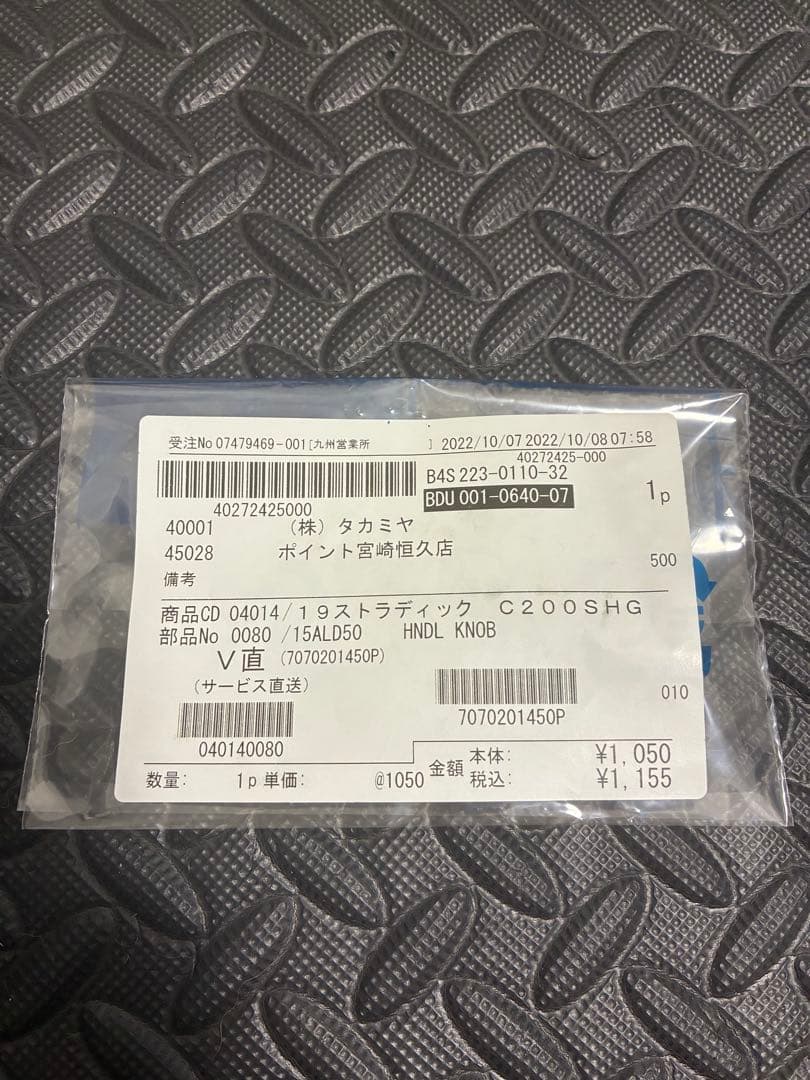 受注No 07479469-001[九州営業所 ] 2022/10/07 2022/10/08 07:58
40272425-000
B4S 223-0110-32
BDU 001-0640-07 1p
40272425000
40001 (株) タカミヤ
45028 ポイント宮崎恒久店
500
備考
商品CD 04014/19ストラディック C200SHG
部品No 0080 /15ALD50 HNDL KNOB
V直 (7070201450P)
(サービス直送)
010
7070201450P
040140080
金額 本体: ¥1,050
数量: 1p 単価: @1050 税込: ¥1,155